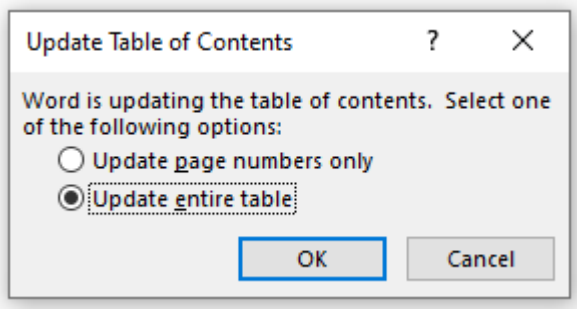 Update Table of Contents ?
Word is updating the table of contents. Select one
of the following options:
Update page numbers only
Update entire table
OK Cancel